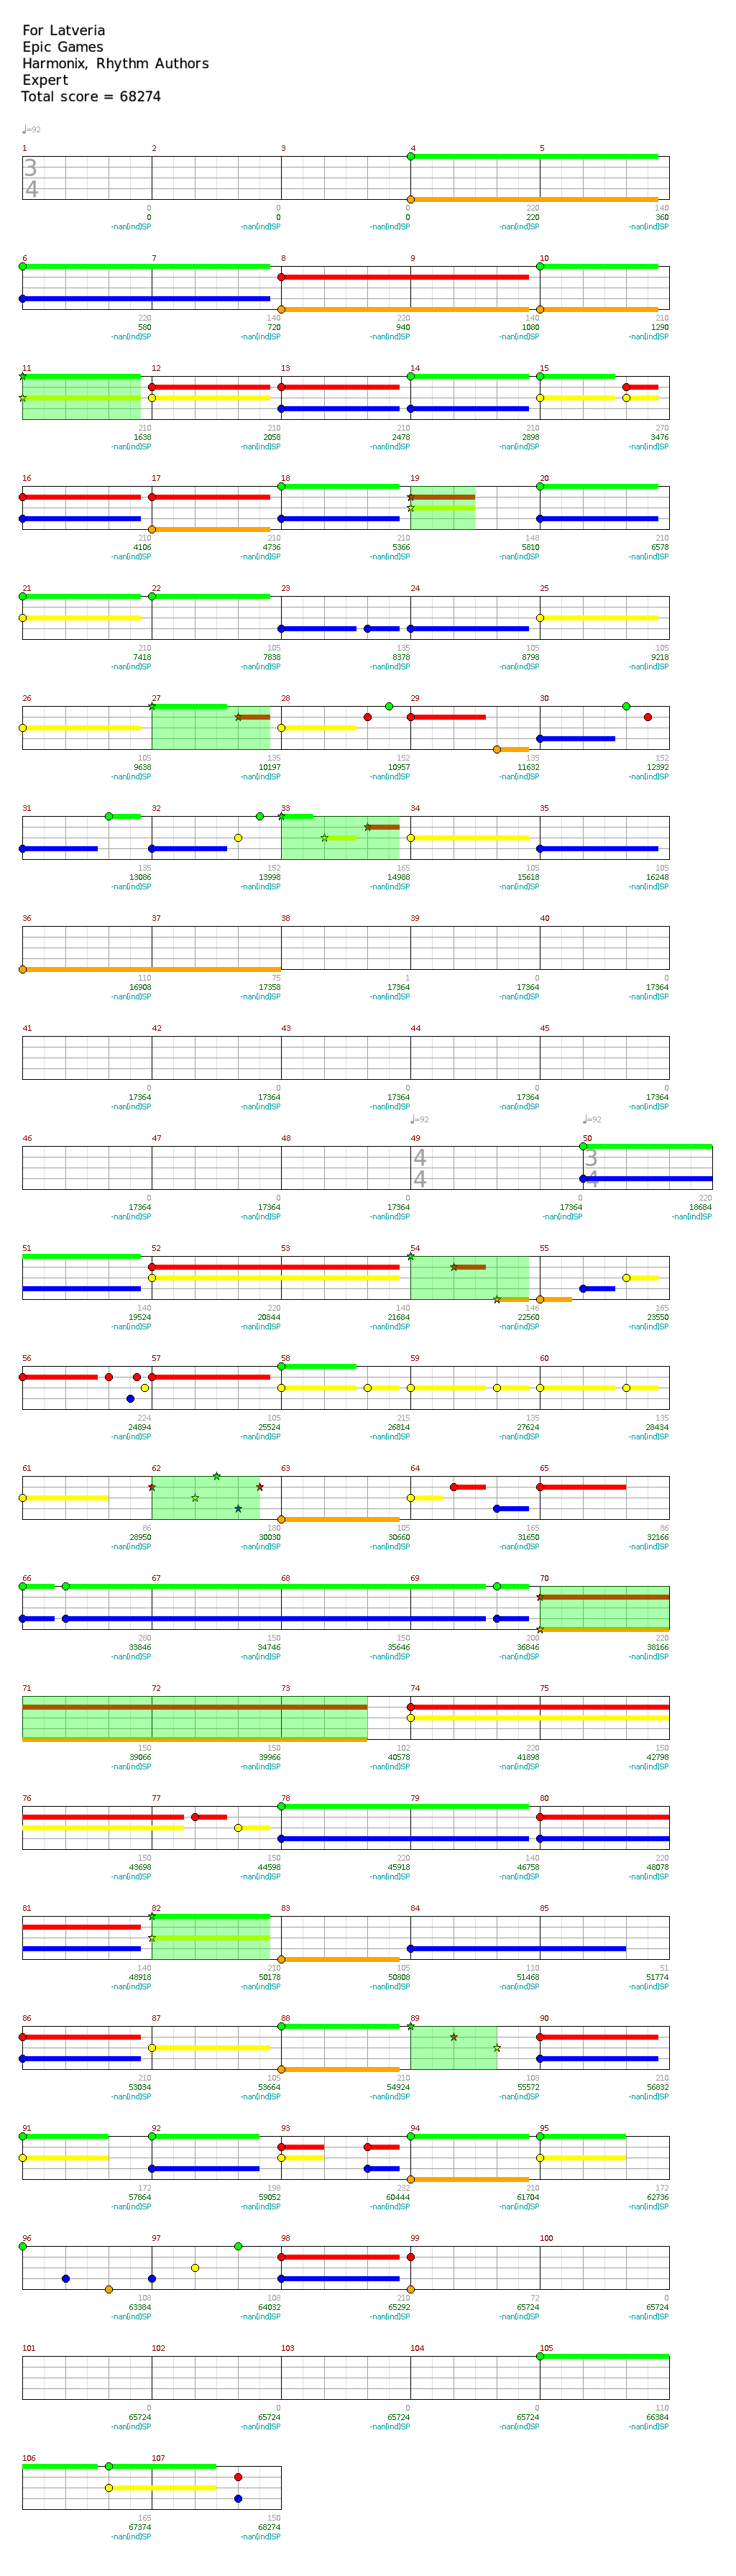 For Latveria
Epic Games
Harmonix, Rhythm Authors
Expert
Total score = 68274
♩=92
1 2 3 4 5
3
4
0 0 0 220 140
0 0 0 220 360
-nan(ind)SP -nan(ind)SP -nan(ind)SP -nan(ind)SP -nan(ind)SP
6 7 8 9 10
220 140 220 140 210
580 720 940 1080 1290
-nan(ind)SP -nan(ind)SP -nan(ind)SP -nan(ind)SP -nan(ind)SP
11 12 13 14 15
210 210 210 210 270
1638 2058 2478 2898 3476
-nan(ind)SP -nan(ind)SP -nan(ind)SP -nan(ind)SP -nan(ind)SP
16 17 18 19 20
210 210 210 148 210
4106 4736 5366 5810 6578
-nan(ind)SP -nan(ind)SP -nan(ind)SP -nan(ind)SP -nan(ind)SP
21 22 23 24 25
210 105 135 105 105
7418 7838 8378 8798 9218
-nan(ind)SP -nan(ind)SP -nan(ind)SP -nan(ind)SP -nan(ind)SP
26 27 28 29 30
105 135 152 135 152
9638 10197 10957 11632 12392
-nan(ind)SP -nan(ind)SP -nan(ind)SP -nan(ind)SP -nan(ind)SP
31 32 33 34 35
135 152 165 105 105
13086 13998 14988 15618 16248
-nan(ind)SP -nan(ind)SP -nan(ind)SP -nan(ind)SP -nan(ind)SP
36 37 38 39 40
110 75 1 0 0
16908 17358 17364 17364 17364
-nan(ind)SP -nan(ind)SP -nan(ind)SP -nan(ind)SP -nan(ind)SP
41 42 43 44 45
0 0 0 0 0
17364 17364 17364 17364 17364
-nan(ind)SP -nan(ind)SP -nan(ind)SP -nan(ind)SP -nan(ind)SP
♩=92 ♩=92
46 47 48 49 50
4 3
4 4
0 0 0 0 220
17364 17364 17364 17364 18684
-nan(ind)SP -nan(ind)SP -nan(ind)SP -nan(ind)SP -nan(ind)SP
51 52 53 54 55
140 220 140 146 165
19524 20844 21684 22560 23550
-nan(ind)SP -nan(ind)SP -nan(ind)SP -nan(ind)SP -nan(ind)SP
56 57 58 59 60
224 105 215 135 135
24894 25524 26814 27624 28434
-nan(ind)SP -nan(ind)SP -nan(ind)SP -nan(ind)SP -nan(ind)SP
61 62 63 64 65
86 180 105 165 86
28950 30030 30660 31650 32166
-nan(ind)SP -nan(ind)SP -nan(ind)SP -nan(ind)SP -nan(ind)SP
66 67 68 69 70
280 150 150 200 220
33846 34746 35646 36846 38166
-nan(ind)SP -nan(ind)SP -nan(ind)SP -nan(ind)SP -nan(ind)SP
71 72 73 74 75
150 150 102 220 150
39066 39966 40578 41898 42798
-nan(ind)SP -nan(ind)SP -nan(ind)SP -nan(ind)SP -nan(ind)SP
76 77 78 79 80
150 150 220 140 220
43698 44598 45918 46758 48078
-nan(ind)SP -nan(ind)SP -nan(ind)SP -nan(ind)SP -nan(ind)SP
81 82 83 84 85
140 210 105 110 51
48918 50178 50808 51468 51774
-nan(ind)SP -nan(ind)SP -nan(ind)SP -nan(ind)SP -nan(ind)SP
86 87 88 89 90
210 105 210 108 210
53034 53664 54924 55572 56832
-nan(ind)SP -nan(ind)SP -nan(ind)SP -nan(ind)SP -nan(ind)SP
91 92 93 94 95
172 198 232 210 172
57864 59052 60444 61704 62736
-nan(ind)SP -nan(ind)SP -nan(ind)SP -nan(ind)SP -nan(ind)SP
96 97 98 99 100
108 108 210 72 0
63384 64032 65292 65724 65724
-nan(ind)SP -nan(ind)SP -nan(ind)SP -nan(ind)SP -nan(ind)SP
101 102 103 104 105
0 0 0 0 110
65724 65724 65724 65724 66384
-nan(ind)SP -nan(ind)SP -nan(ind)SP -nan(ind)SP -nan(ind)SP
106 107
165 150
67374 68274
-nan(ind)SP -nan(ind)SP